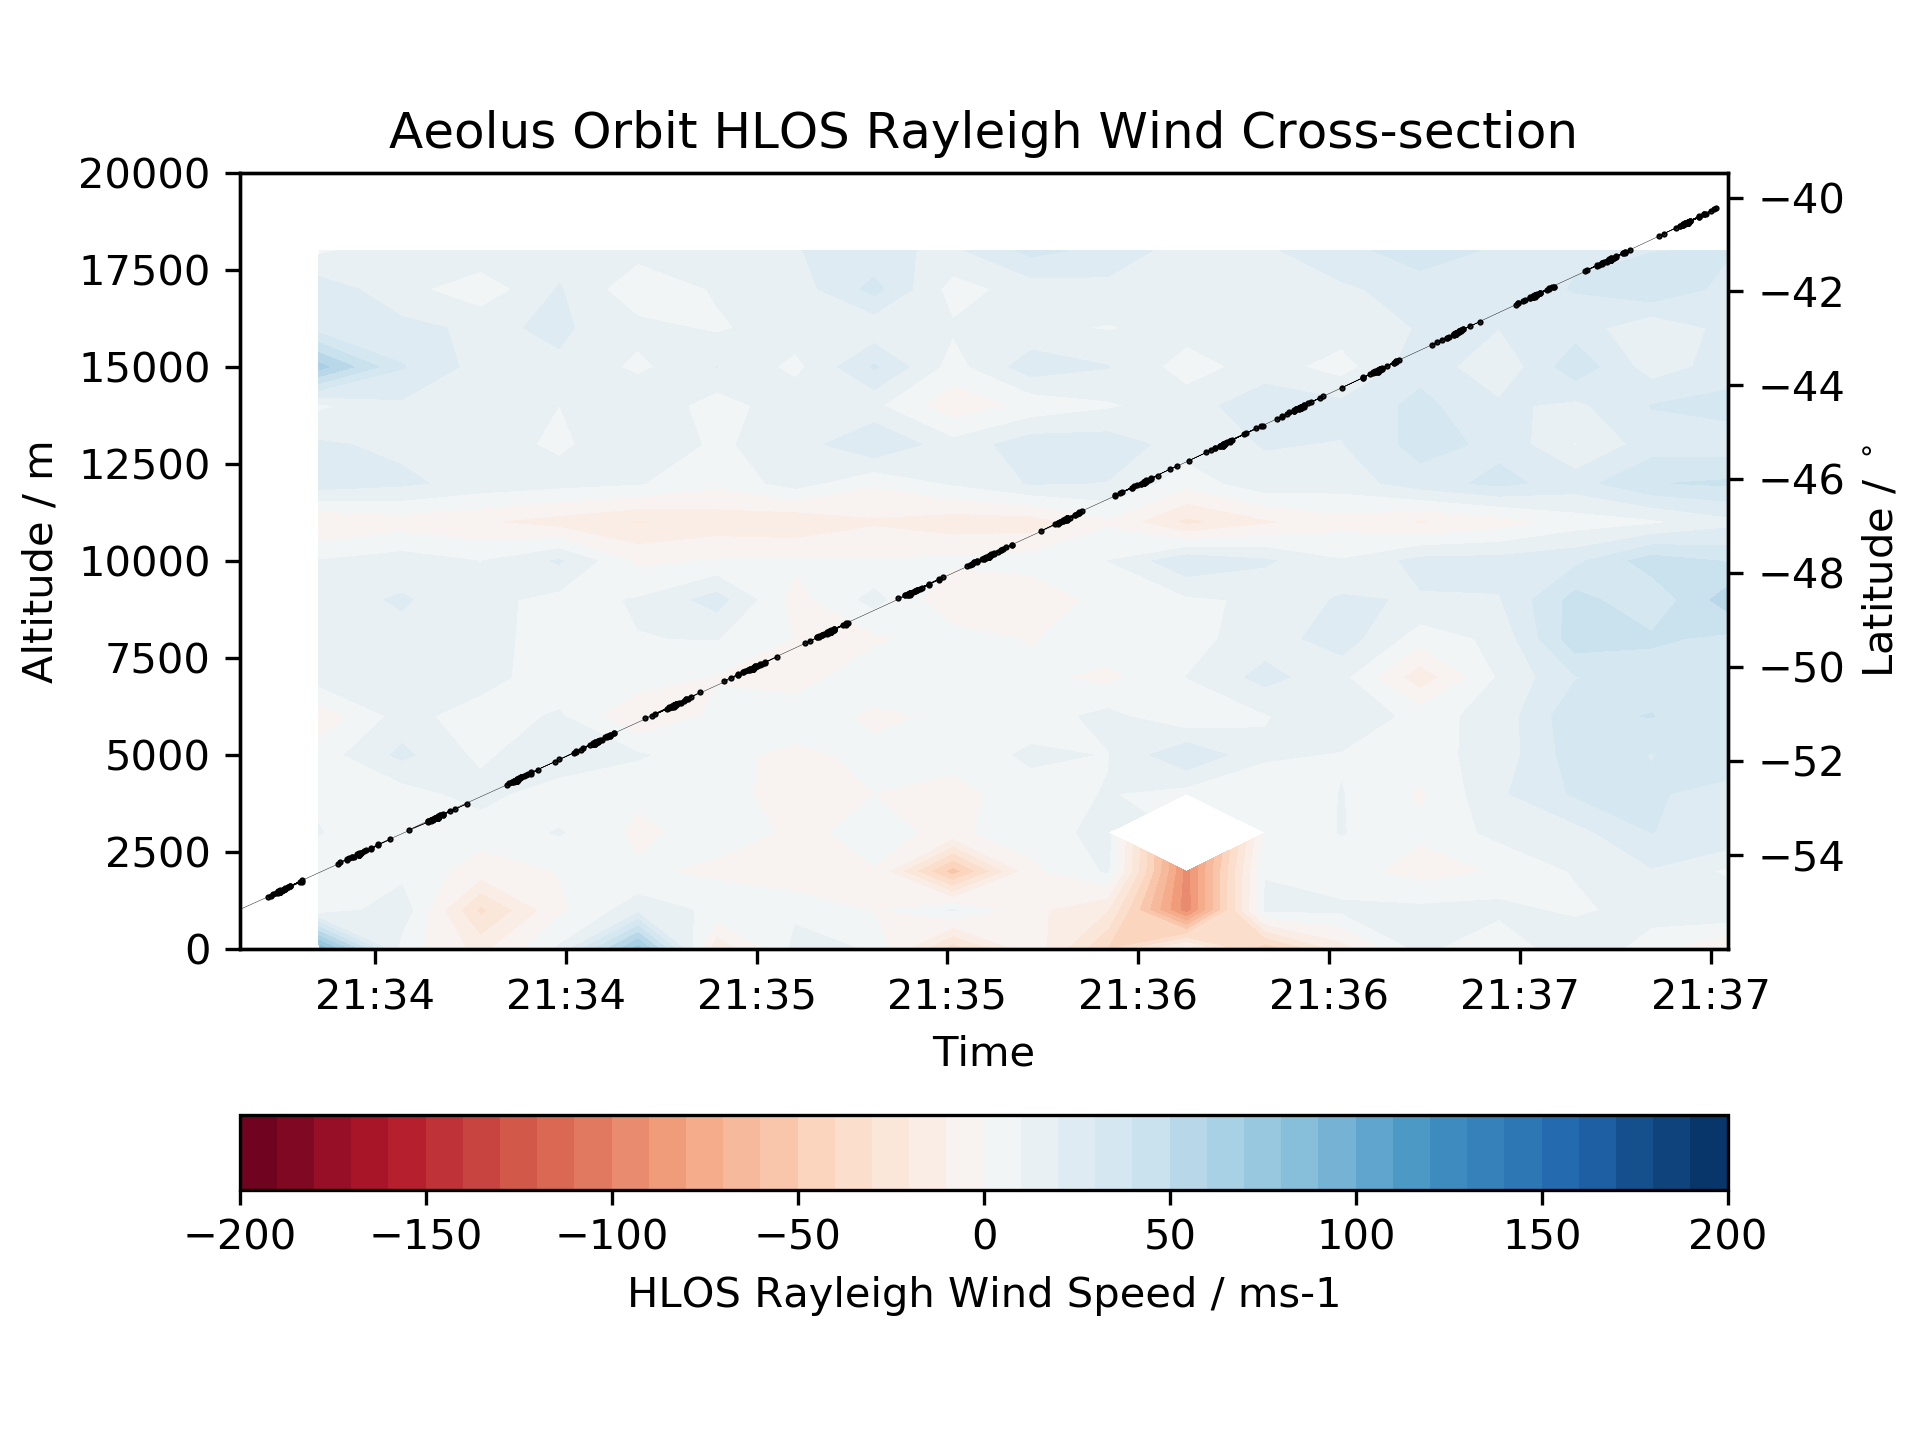 Aeolus Orbit HLOS Rayleigh Wind Cross-section
20000
17500
15000
12500
10000
7500
5000
2500
0
Altitude / m
−40
−42
−44
−46
−48
−50
−52
−54
Latitude / °
21:34 21:34 21:35 21:35 21:36 21:36 21:37 21:37
Time
−200 −150 −100 −50 0 50 100 150 200
HLOS Rayleigh Wind Speed / ms-1